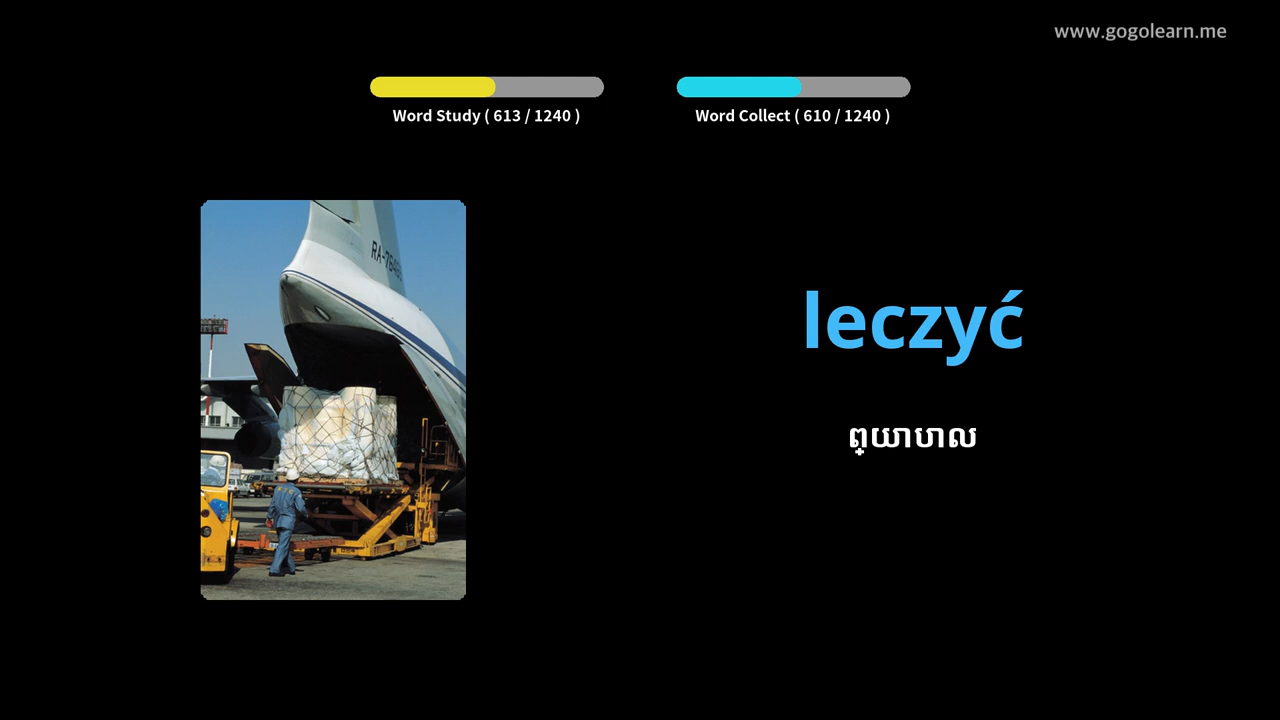 www.gogolearn.me
Word Study ( 613 / 1240 )
Word Collect ( 610 / 1240 )
leczyć
ព្យាបាល